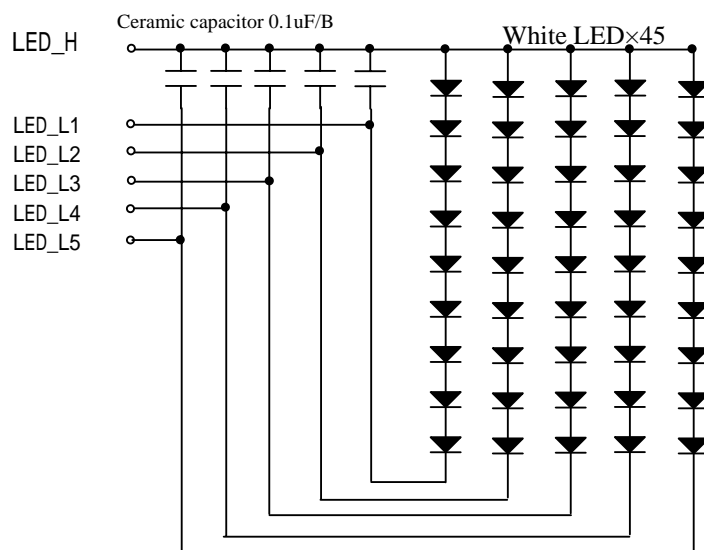 Ceramic capacitor 0.1uF/B
LED_H
White LED×45
LED_L1
LED_L2
LED_L3
LED_L4
LED_L5